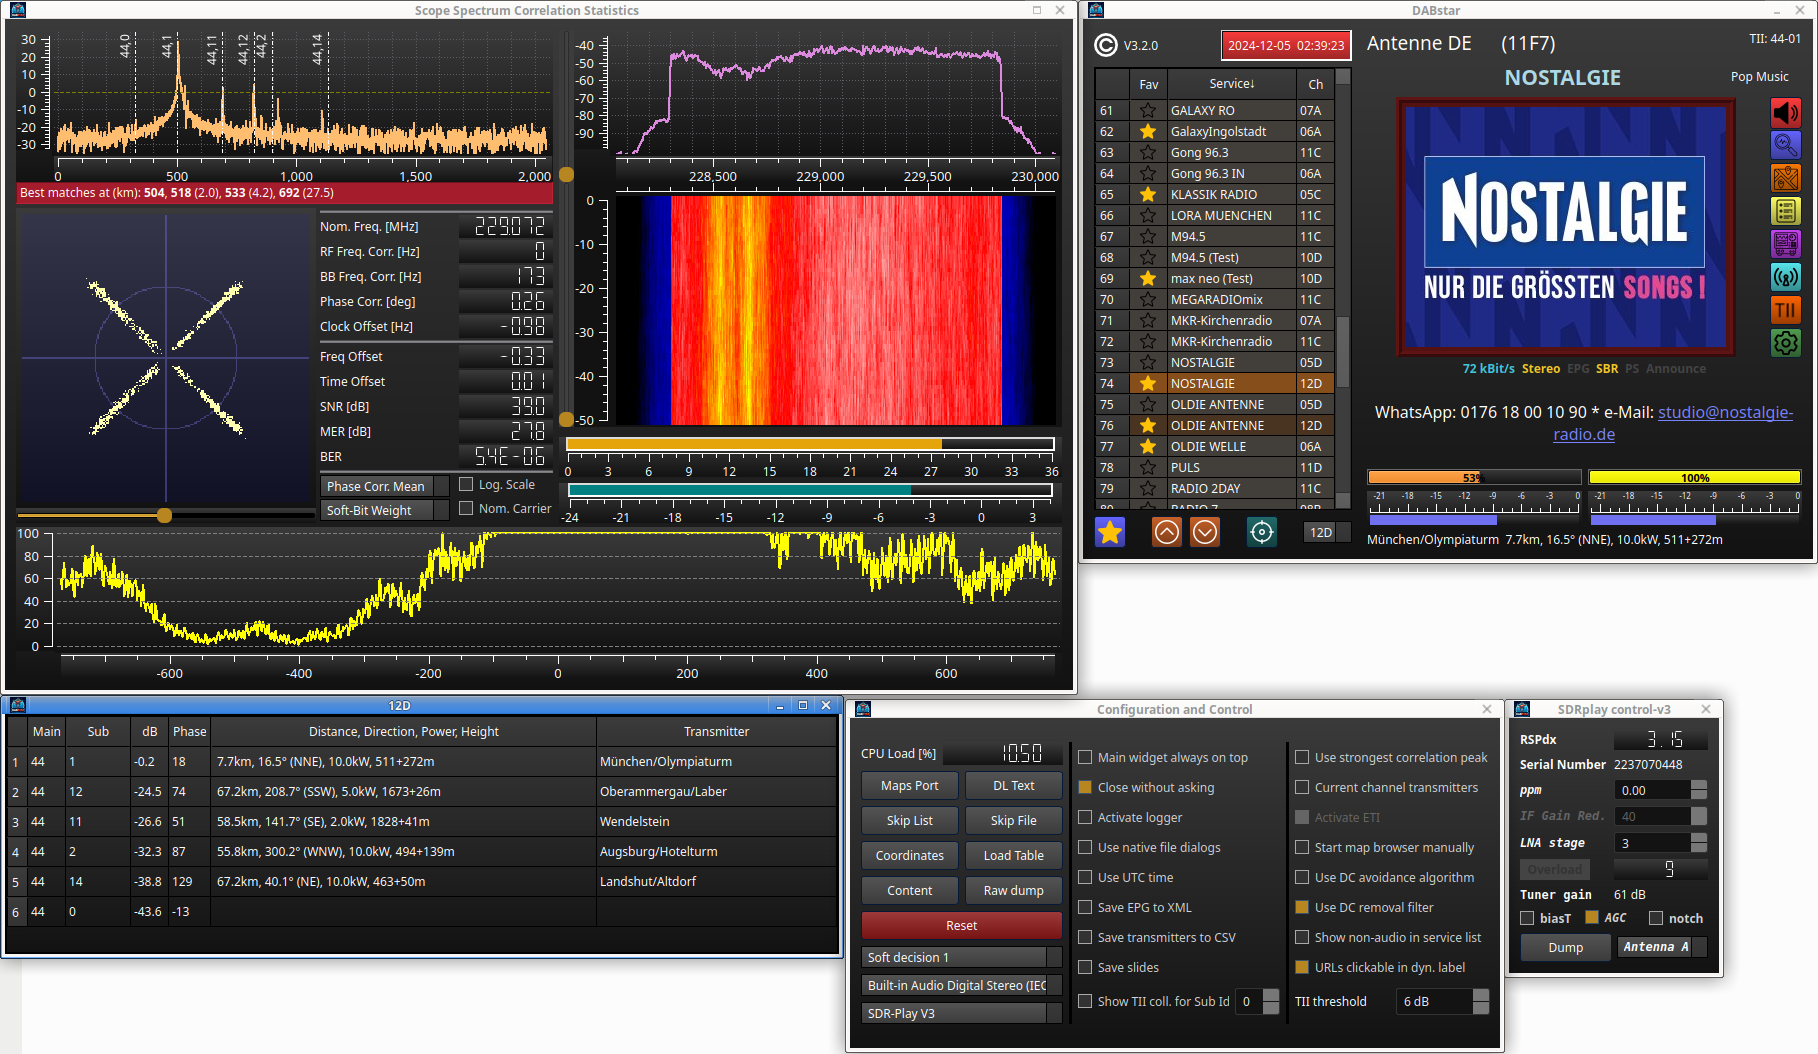 Scope Spectrum Correlation Statistics
30
20
10
0
-10
-20
-30
44,0
44,1
44,11
44,12
44,2
44,14
0
500
1,000
1,500
2,000
Best matches at (km): 504, 518 (2.0), 533 (4.2), 692 (27.5)
Nom. Freq. [MHz] 229.072
RF Freq. Corr. [Hz] 0
BB Freq. Corr. [Hz] 173
Phase Corr. [deg] 0.26
Clock Offset [Hz] -0.98
Freq Offset -0.33
Time Offset 0.01
SNR [dB] 39.0
MER [dB] 27.8
BER 5.4E-06
Phase Corr. Mean
Log. Scale
Soft-Bit Weight
Nom. Carrier
-40
-50
-60
-70
-80
-90
228,500
229,000
229,500
230,000
0
-10
-20
-30
-40
-50
0 3 6 9 12 15 18 21 24 27 30 33 36
-24 -21 -18 -15 -12 -9 -6 -3 0 3
100
80
60
40
20
0
-600 -400 -200 0 200 400 600
DABstar
V3.2.0
2024-12-05 02:39:23
Fav Service↓ Ch
61 GALAXY RO 07A
62 GalaxyIngolstadt 06A
63 Gong 96.3 11C
64 Gong 96.3 IN 06A
65 KLASSIK RADIO 05C
66 LORA MUENCHEN 11C
67 M94.5 11C
68 M94.5 (Test) 10D
69 max neo (Test) 10D
70 MEGARADIOmix 11C
71 MKR-Kirchenradio 07A
72 MKR-Kirchenradio 11C
73 NOSTALGIE 05D
74 NOSTALGIE 12D
75 OLDIE ANTENNE 05D
76 OLDIE ANTENNE 12D
77 OLDIE WELLE 06A
78 PULS 11D
79 RADIO 2DAY 11C
12D
Antenne DE (11F7)
TII: 44-01
NOSTALGIE
Pop Music
NOSTALGIE
NUR DIE GRÖSSTEN SONGS !
TII
72 kBit/s Stereo EPG SBR PS Announce
WhatsApp: 0176 18 00 10 90 * e-Mail: studio@nostalgie-
radio.de
53%
100%
-21 -18 -15 -12 -9 -6 -3 0
-21 -18 -15 -12 -9 -6 -3 0
München/Olympiaturm 7.7km, 16.5° (NNE), 10.0kW, 511+272m
12D
Main Sub dB Phase Distance, Direction, Power, Height Transmitter
1 44 1 -0.2 18 7.7km, 16.5° (NNE), 10.0kW, 511+272m München/Olympiaturm
2 44 12 -24.5 74 67.2km, 208.7° (SSW), 5.0kW, 1673+26m Oberammergau/Laber
3 44 11 -26.6 51 58.5km, 141.7° (SE), 2.0kW, 1828+41m Wendelstein
4 44 2 -32.3 87 55.8km, 300.2° (WNW), 10.0kW, 494+139m Augsburg/Hotelturm
5 44 14 -38.8 129 67.2km, 40.1° (NE), 10.0kW, 463+50m Landshut/Altdorf
6 44 0 -43.6 -13
Configuration and Control
CPU Load [%] 10.50
Maps Port
DL Text
Skip List
Skip File
Coordinates
Load Table
Content
Raw dump
Reset
Soft decision 1
Built-in Audio Digital Stereo (IEC
SDR-Play V3
Main widget always on top
Close without asking
Activate logger
Use native file dialogs
Use UTC time
Save EPG to XML
Save transmitters to CSV
Save slides
Show TII coll. for Sub Id 0
Use strongest correlation peak
Current channel transmitters
Activate ETI
Start map browser manually
Use DC avoidance algorithm
Use DC removal filter
Show non-audio in service list
URLs clickable in dyn. label
TII threshold 6 dB
SDRplay control-v3
RSPdx 3.15
Serial Number 2237070448
ppm 0.00
IF Gain Red. 40
LNA stage 3
Overload 9
Tuner gain 61 dB
biasT AGC notch
Dump Antenna A